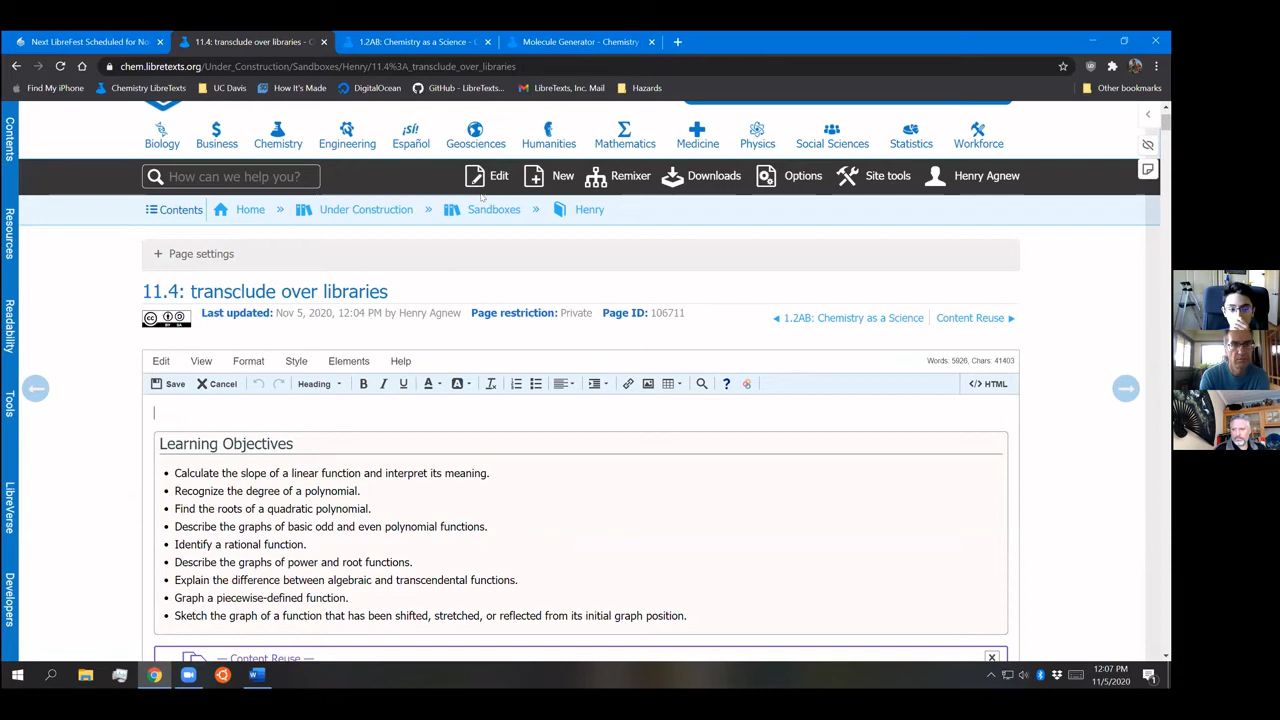 Next LibreFest Scheduled for No
11.4: transclude over libraries -
1.2AB: Chemistry as a Science -
Molecule Generator - Chemistry
chem.libretexts.org/Under_Construction/Sandboxes/Henry/11.4%3A_transclude_over_libraries
Find My iPhone
Chemistry LibreTexts
UC Davis
How It's Made
DigitalOcean
GitHub - LibreTexts...
LibreTexts, Inc. Mail
Hazards
Other bookmarks
Contents
Resources
Readability
Tools
LibreVerse
Developers
Biology
Business
Chemistry
Engineering
¡Sí!
Español
Geosciences
Humanities
Mathematics
Medicine
Physics
Social Sciences
Statistics
Workforce
How can we help you?
Edit
New
Remixer
Downloads
Options
Site tools
Henry Agnew
Contents
Home » Under Construction » Sandboxes » Henry
+ Page settings
11.4: transclude over libraries
Last updated: Nov 5, 2020, 12:04 PM by Henry Agnew Page restriction: Private Page ID: 106711
1.2AB: Chemistry as a Science
Content Reuse
Edit View Format Style Elements Help
Words: 5926, Chars: 41403
Save Cancel Heading B I U A A ? </> HTML
Learning Objectives
• Calculate the slope of a linear function and interpret its meaning.
• Recognize the degree of a polynomial.
• Find the roots of a quadratic polynomial.
• Describe the graphs of basic odd and even polynomial functions.
• Identify a rational function.
• Describe the graphs of power and root functions.
• Explain the difference between algebraic and transcendental functions.
• Graph a piecewise-defined function.
• Sketch the graph of a function that has been shifted, stretched, or reflected from its initial graph position.
— Content Reuse —
12:07 PM
11/5/2020